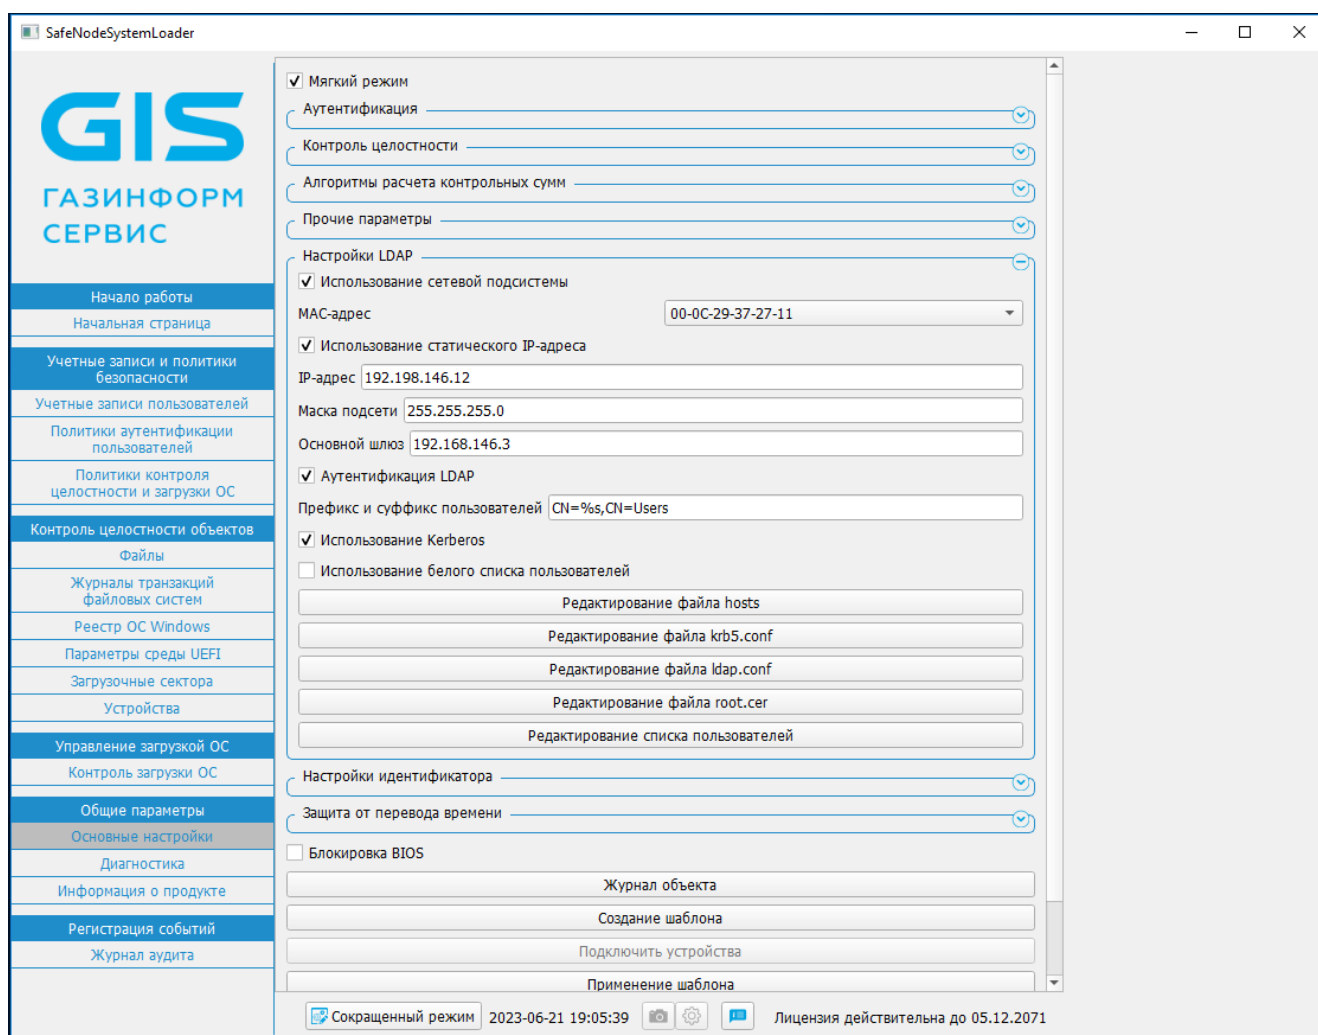 SafeNodeSystemLoader
GIS
ГАЗИНФОРМ
СЕРВИС
Начало работы
Начальная страница
Учетные записи и политики
безопасности
Учетные записи пользователей
Политики аутентификации
пользователей
Политики контроля
целостности и загрузки ОС
Контроль целостности объектов
Файлы
Журналы транзакций
файловых систем
Реестр ОС Windows
Параметры среды UEFI
Загрузочные сектора
Устройства
Управление загрузкой ОС
Контроль загрузки ОС
Общие параметры
Основные настройки
Диагностика
Информация о продукте
Регистрация событий
Журнал аудита
Мягкий режим
Аутентификация
Контроль целостности
Алгоритмы расчета контрольных сумм
Прочие параметры
Настройки LDAP
Использование сетевой подсистемы
MAC-адрес 00-0C-29-37-27-11
Использование статического IP-адреса
IP-адрес 192.198.146.12
Маска подсети 255.255.255.0
Основной шлюз 192.168.146.3
Аутентификация LDAP
Префикс и суффикс пользователей CN=%s,CN=Users
Использование Kerberos
Использование белого списка пользователей
Редактирование файла hosts
Редактирование файла krb5.conf
Редактирование файла ldap.conf
Редактирование файла root.cer
Редактирование списка пользователей
Настройки идентификатора
Защита от перевода времени
Блокировка BIOS
Журнал объекта
Создание шаблона
Подключить устройства
Применение шаблона
Сокращенный режим 2023-06-21 19:05:39 Лицензия действительна до 05.12.2071